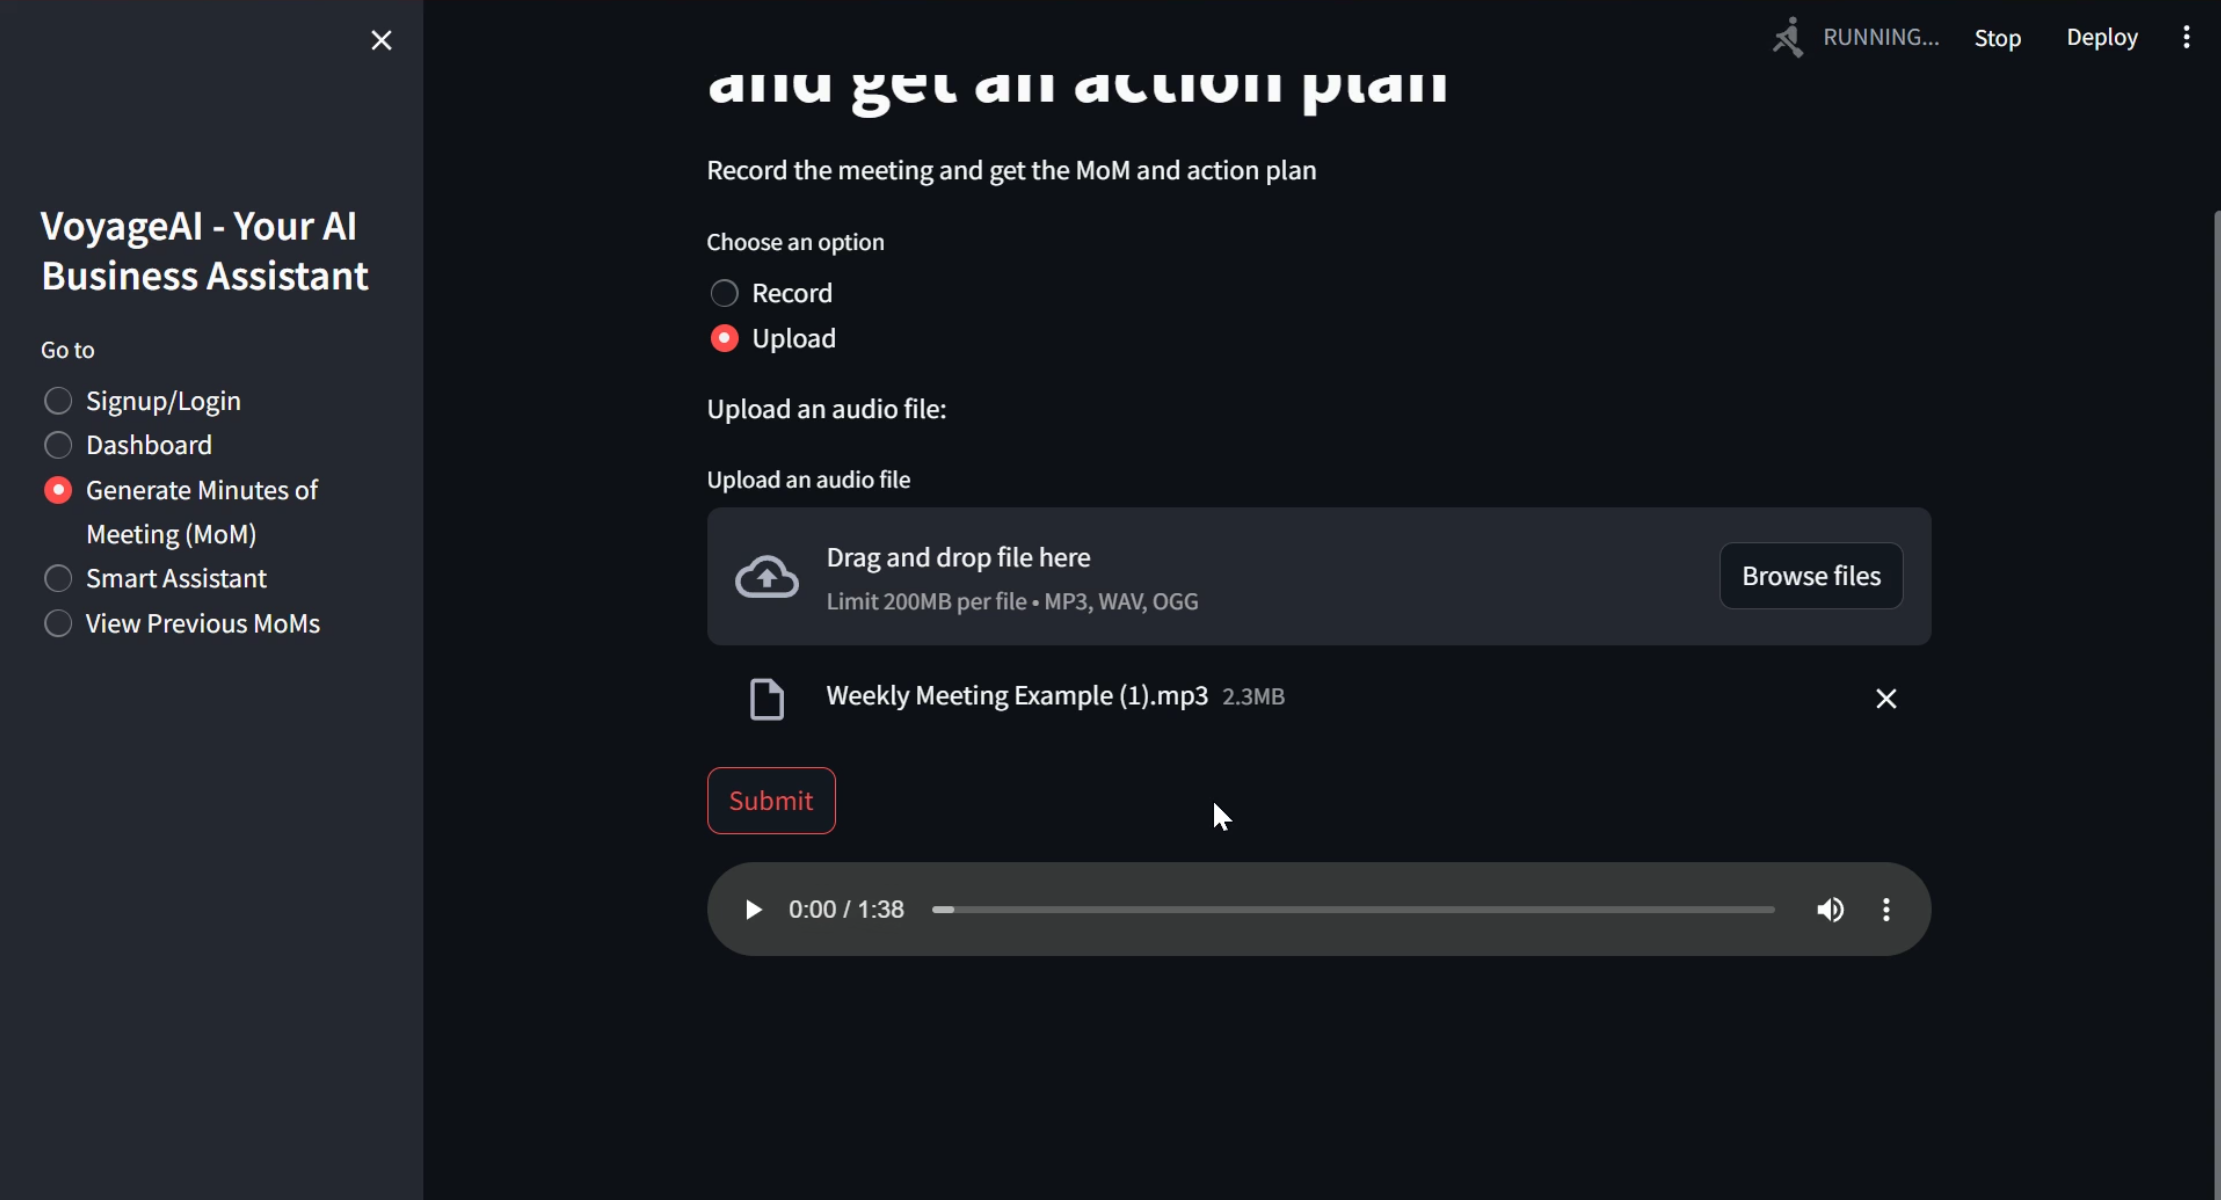 RUNNING...
Stop
Deploy
VoyageAI - Your AI
Business Assistant
Go to
Signup/Login
Dashboard
Generate Minutes of
Meeting (MoM)
Smart Assistant
View Previous MoMs
and get an action plan
Record the meeting and get the MoM and action plan
Choose an option
Record
Upload
Upload an audio file:
Upload an audio file
Drag and drop file here
Limit 200MB per file • MP3, WAV, OGG
Browse files
Weekly Meeting Example (1).mp3 2.3MB
Submit
0:00 / 1:38